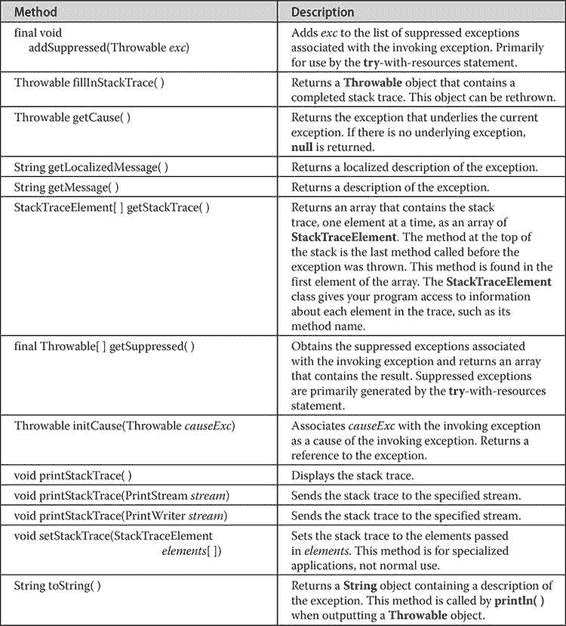 Method Description
final void
addSuppressed(Throwable exc)
Adds exc to the list of suppressed exceptions
associated with the invoking exception. Primarily
for use by the try-with-resources statement.
Throwable fillInStackTrace( )
Returns a Throwable object that contains a
completed stack trace. This object can be rethrown.
Throwable getCause( )
Returns the exception that underlies the current
exception. If there is no underlying exception,
null is returned.
String getLocalizedMessage( )
Returns a localized description of the exception.
String getMessage( )
Returns a description of the exception.
StackTraceElement[ ] getStackTrace( )
Returns an array that contains the stack
trace, one element at a time, as an array of
StackTraceElement. The method at the top of
the stack is the last method called before the
exception was thrown. This method is found in the
first element of the array. The StackTraceElement
class gives your program access to information
about each element in the trace, such as its
method name.
final Throwable[ ] getSuppressed( )
Obtains the suppressed exceptions associated
with the invoking exception and returns an array
that contains the result. Suppressed exceptions
are primarily generated by the try-with-resources
statement.
Throwable initCause(Throwable causeExc)
Associates causeExc with the invoking exception
as a cause of the invoking exception. Returns a
reference to the exception.
void printStackTrace( )
Displays the stack trace.
void printStackTrace(PrintStream stream)
Sends the stack trace to the specified stream.
void printStackTrace(PrintWriter stream)
Sends the stack trace to the specified stream.
void setStackTrace(StackTraceElement
elements[ ])
Sets the stack trace to the elements passed
in elements. This method is for specialized
applications, not normal use.
String toString( )
Returns a String object containing a description of
the exception. This method is called by println( )
when outputting a Throwable object.